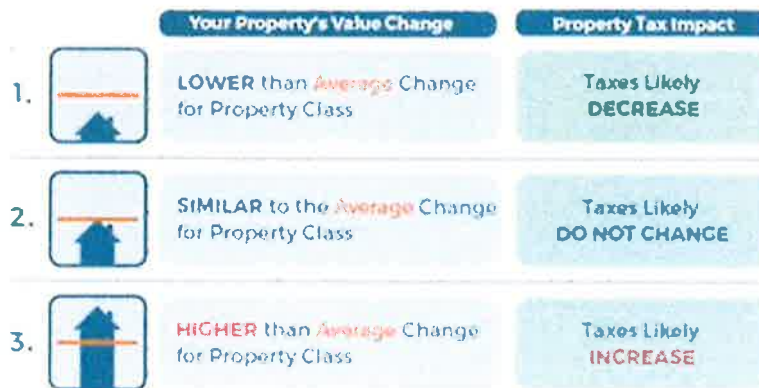 Your Property's Value Change
Property Tax Impact
1.
LOWER than Average Change
for Property Class
Taxes Likely
DECREASE
2.
SIMILAR to the Average Change
for Property Class
Taxes Likely
DO NOT CHANGE
3.
HIGHER than Average Change
for Property Class
Taxes Likely
INCREASE